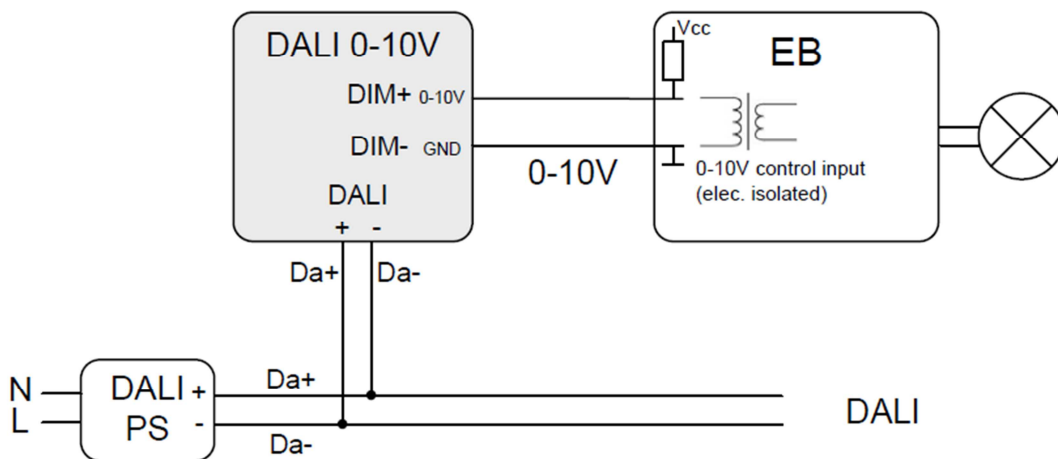 DALI 0-10V
DIM+ 0-10V
DIM- GND
DALI
+ -
Da+ Da-
0-10V
Vcc
EB
0-10V control input
(elec. isolated)
N
L
DALI +
PS -
Da+
Da-
DALI